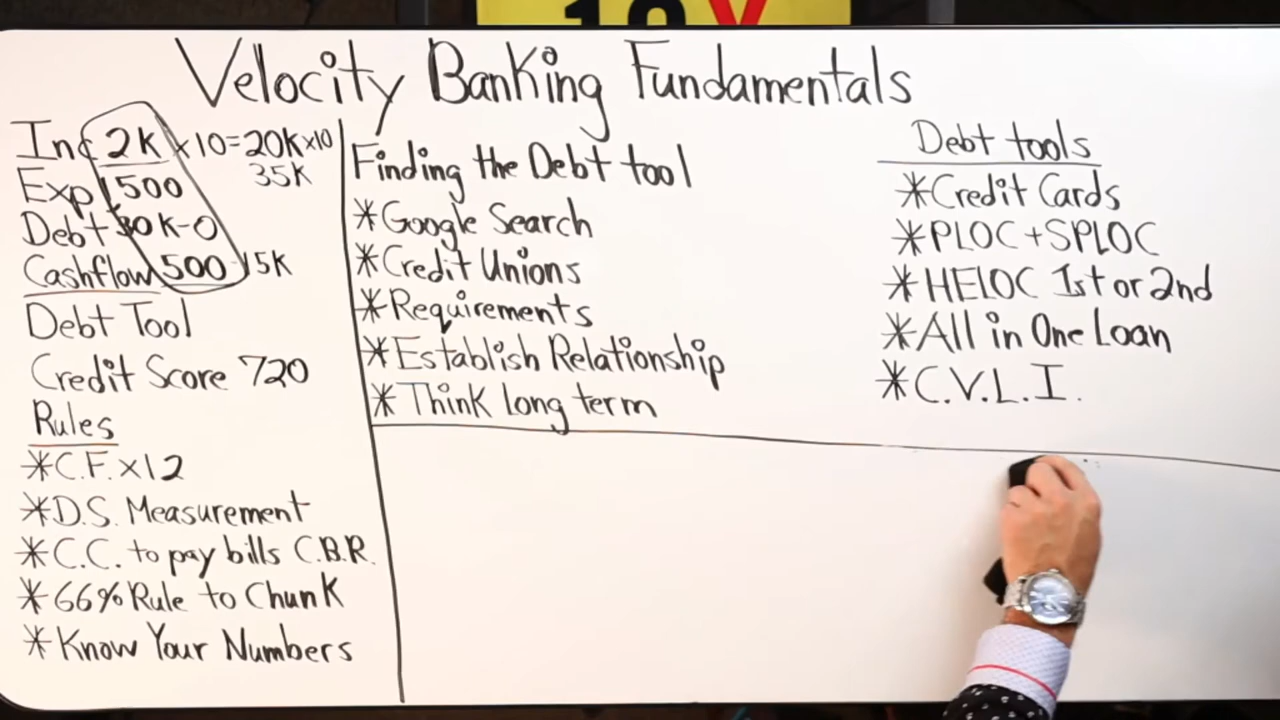 Velocity Banking Fundamentals
Inc 2K x10=20Kx10
35K
Exp 1500
Debt 30K-0
Cashflow 500 15K
Debt Tool
Credit Score 720
Rules
*C.F.x12
*D.S. Measurement
*C.C. to pay bills C.B.R.
*66% Rule to Chunk
*Know Your Numbers
Finding the Debt tool
*Google Search
*Credit Unions
*Requirements
*Establish Relationship
*Think long term
Debt tools
*Credit Cards
*PLOC+SPLOC
*HELOC 1st or 2nd
*All in One Loan
*C.V.L.I.